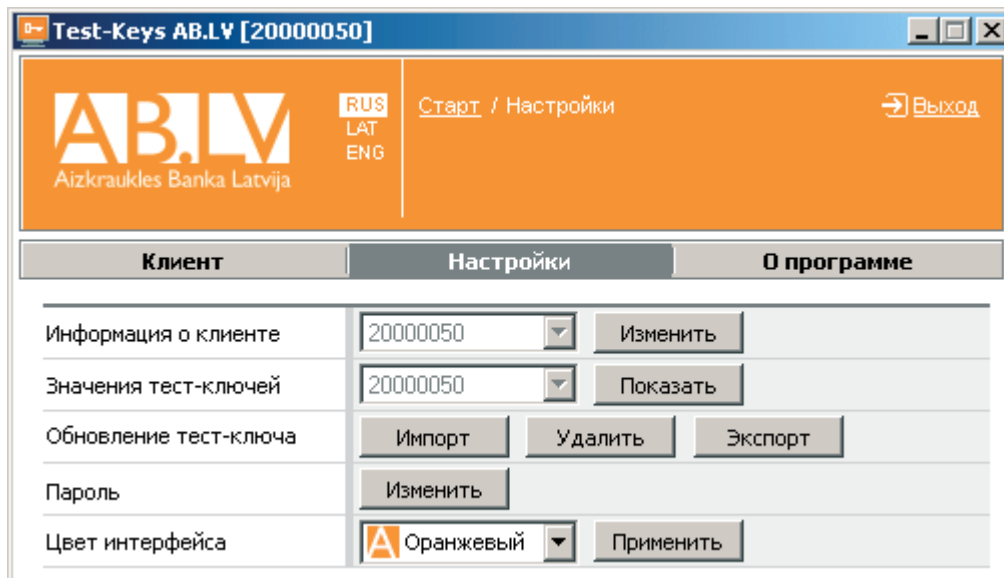 Test-Keys AB.LV [20000050]
AB.LV
Aizkraukles Banka Latvija
RUS
LAT
ENG
Старт / Настройки
Выход
Клиент Настройки О программе
Информация о клиенте 20000050 Изменить
Значения тест-ключей 20000050 Показать
Обновление тест-ключа Импорт Удалить Экспорт
Пароль Изменить
Цвет интерфейса A Оранжевый Применить